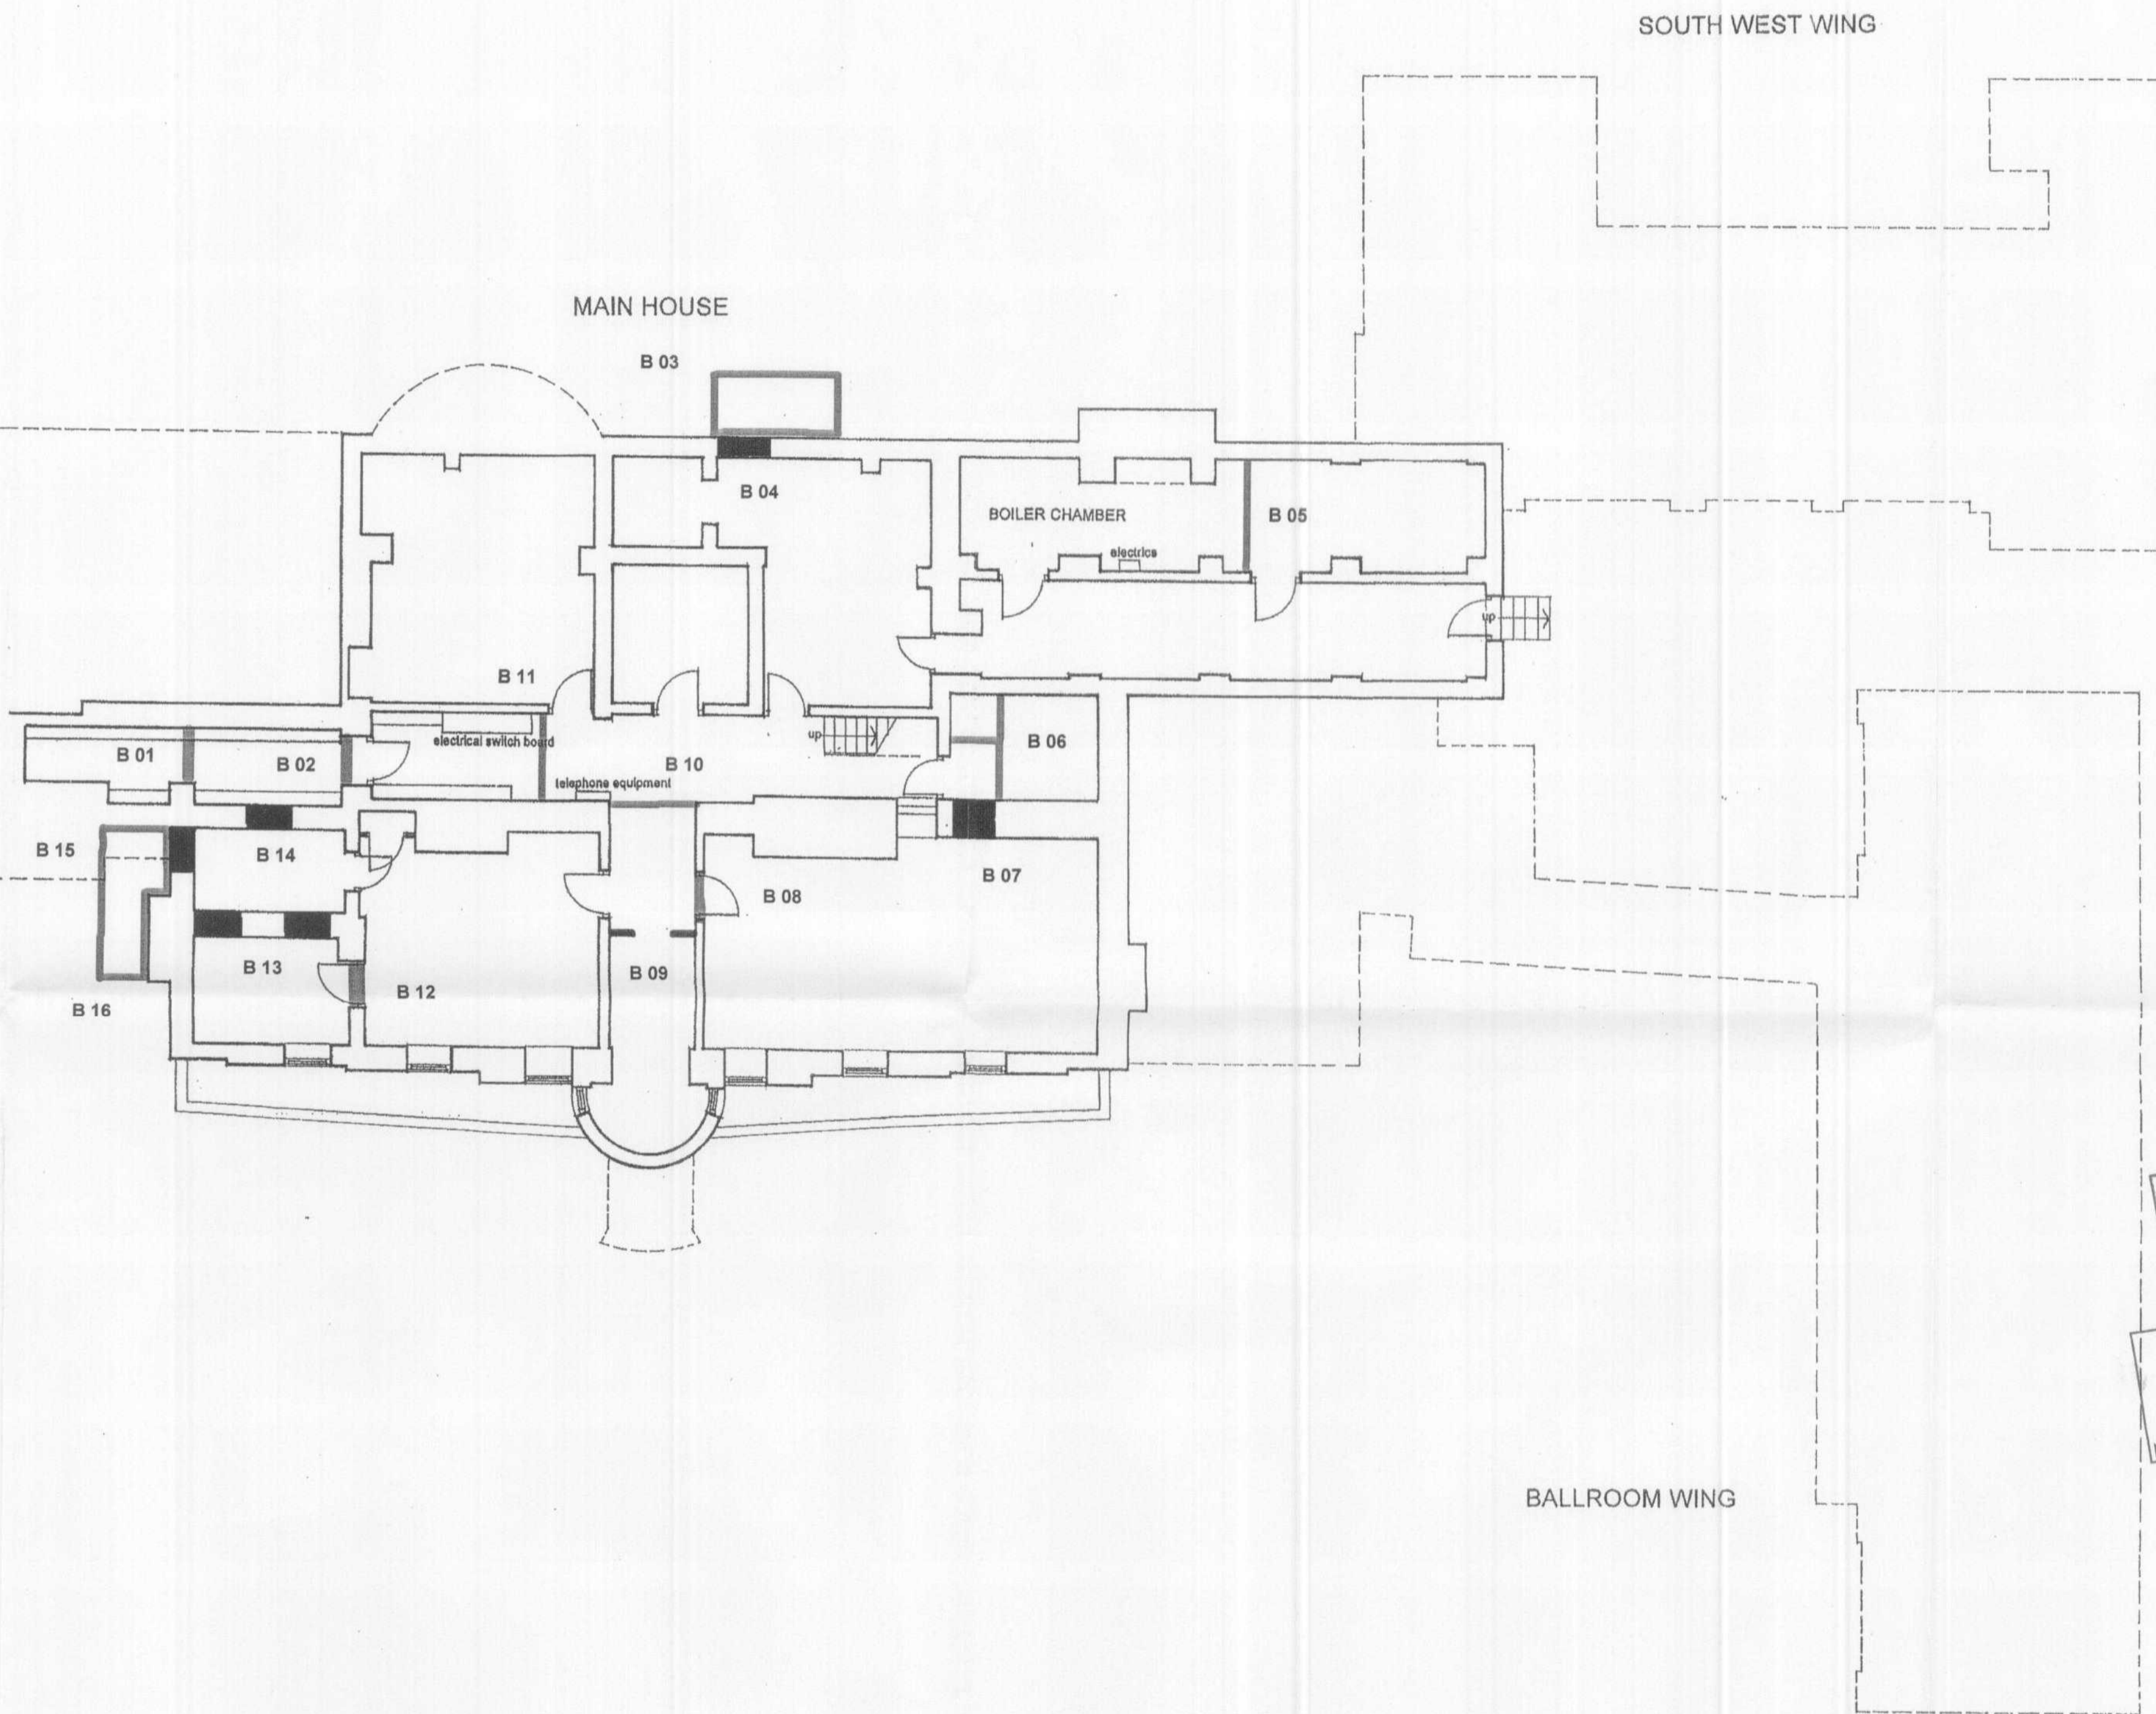 SOUTH WEST WING
MAIN HOUSE
B 03
B 04
BOILER CHAMBER
B 05
electrics
up
B 11
B 01
B 02
electrical switch board
up
B 10
B 06
telephone equipment
B 15
B 14
B 08
B 07
B 13
B 12
B 09
B 16
BALLROOM WING